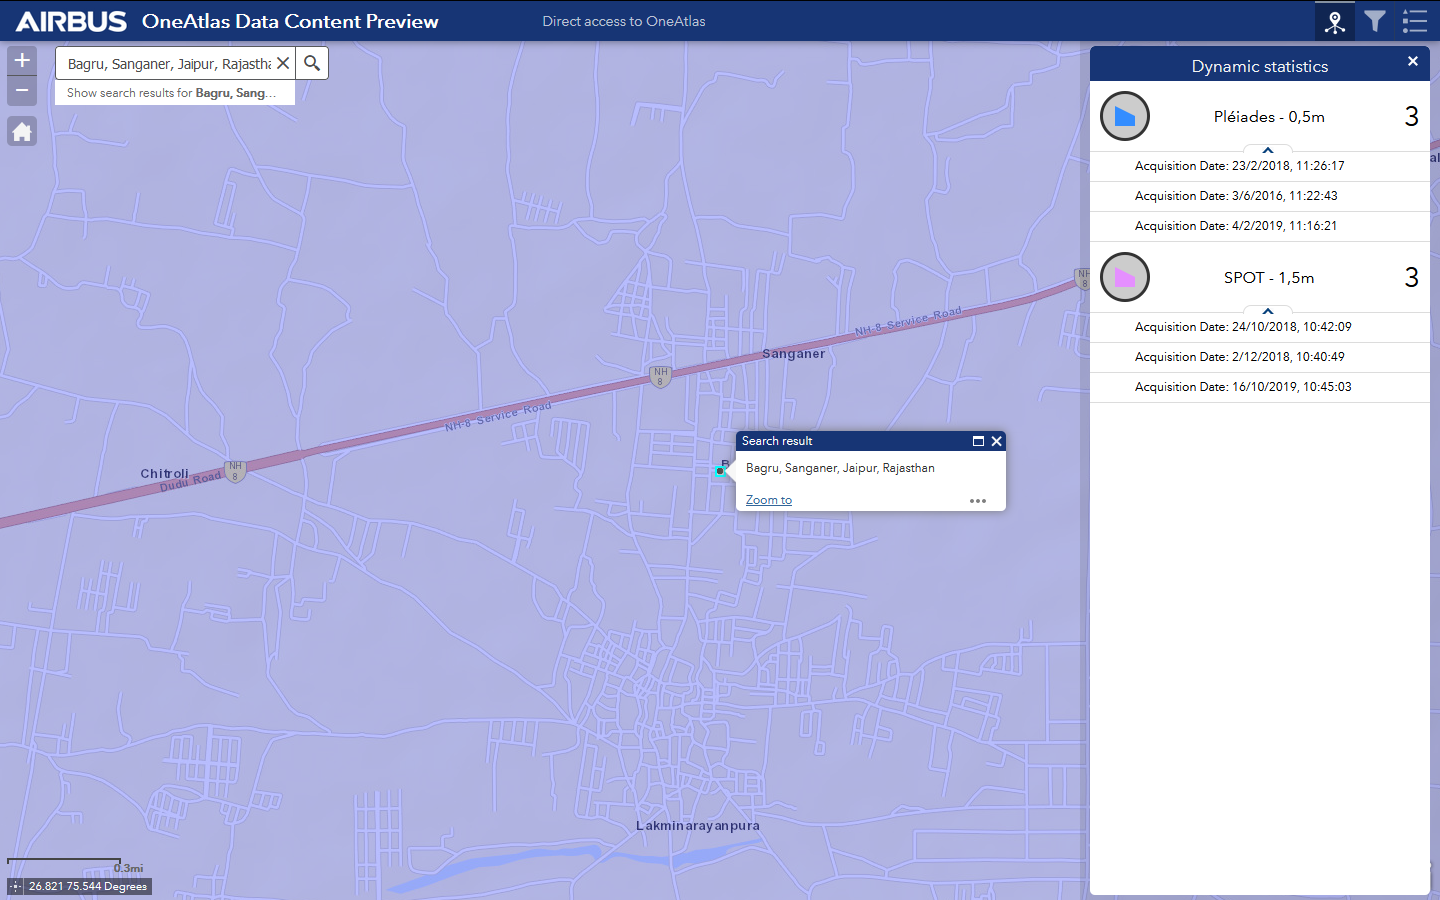 AIRBUS OneAtlas Data Content Preview
Direct access to OneAtlas
+
−
Bagru, Sanganer, Jaipur, Rajastha
Show search results for Bagru, Sang...
Dynamic statistics
Pléiades - 0,5m
3
Acquisition Date: 23/2/2018, 11:26:17
Acquisition Date: 3/6/2016, 11:22:43
Acquisition Date: 4/2/2019, 11:16:21
SPOT - 1,5m
3
Acquisition Date: 24/10/2018, 10:42:09
Acquisition Date: 2/12/2018, 10:40:49
Acquisition Date: 16/10/2019, 10:45:03
NH
8
NH-8 Service Road
Sanganer
NH
8
NH-8 Service Road
Search result
Bagru, Sanganer, Jaipur, Rajasthan
Zoom to
Chitroli
NH
8
Dudu Road
Lakminarayanpura
0.3mi
26.821 75.544 Degrees